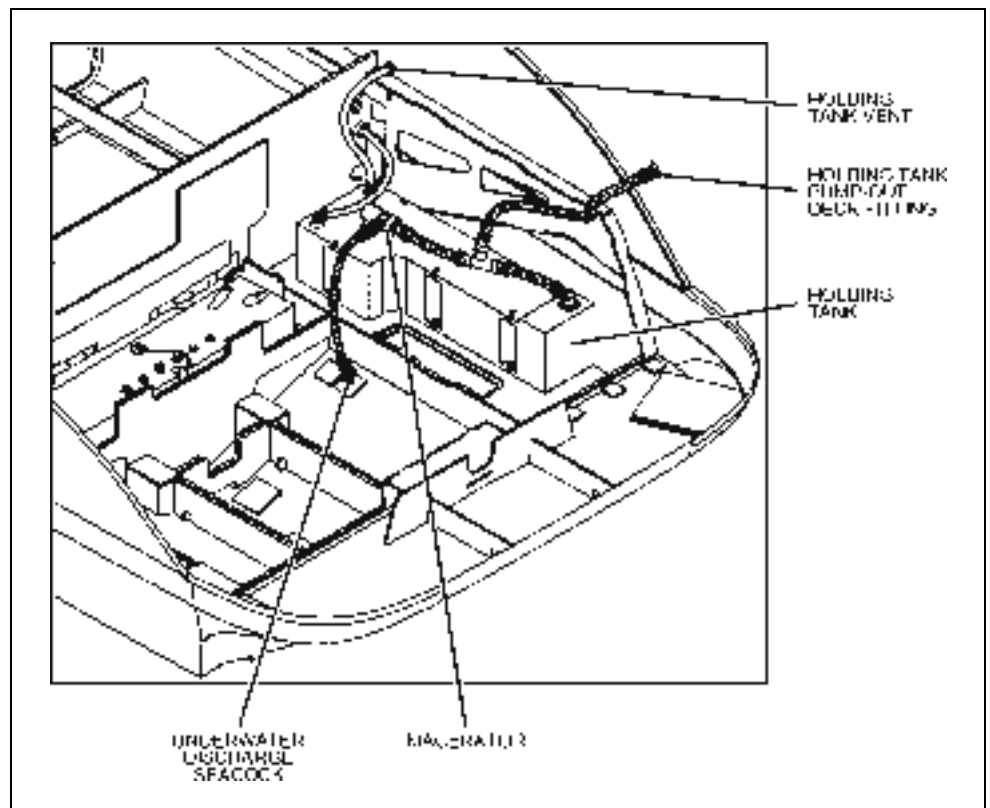 HOLDING
TANK VENT
HOLDING TANK
PUMP-OUT
DECK FITTING
HOLDING
TANK
UNDERWATER
DISCHARGE
SEACOCK
MACERATOR